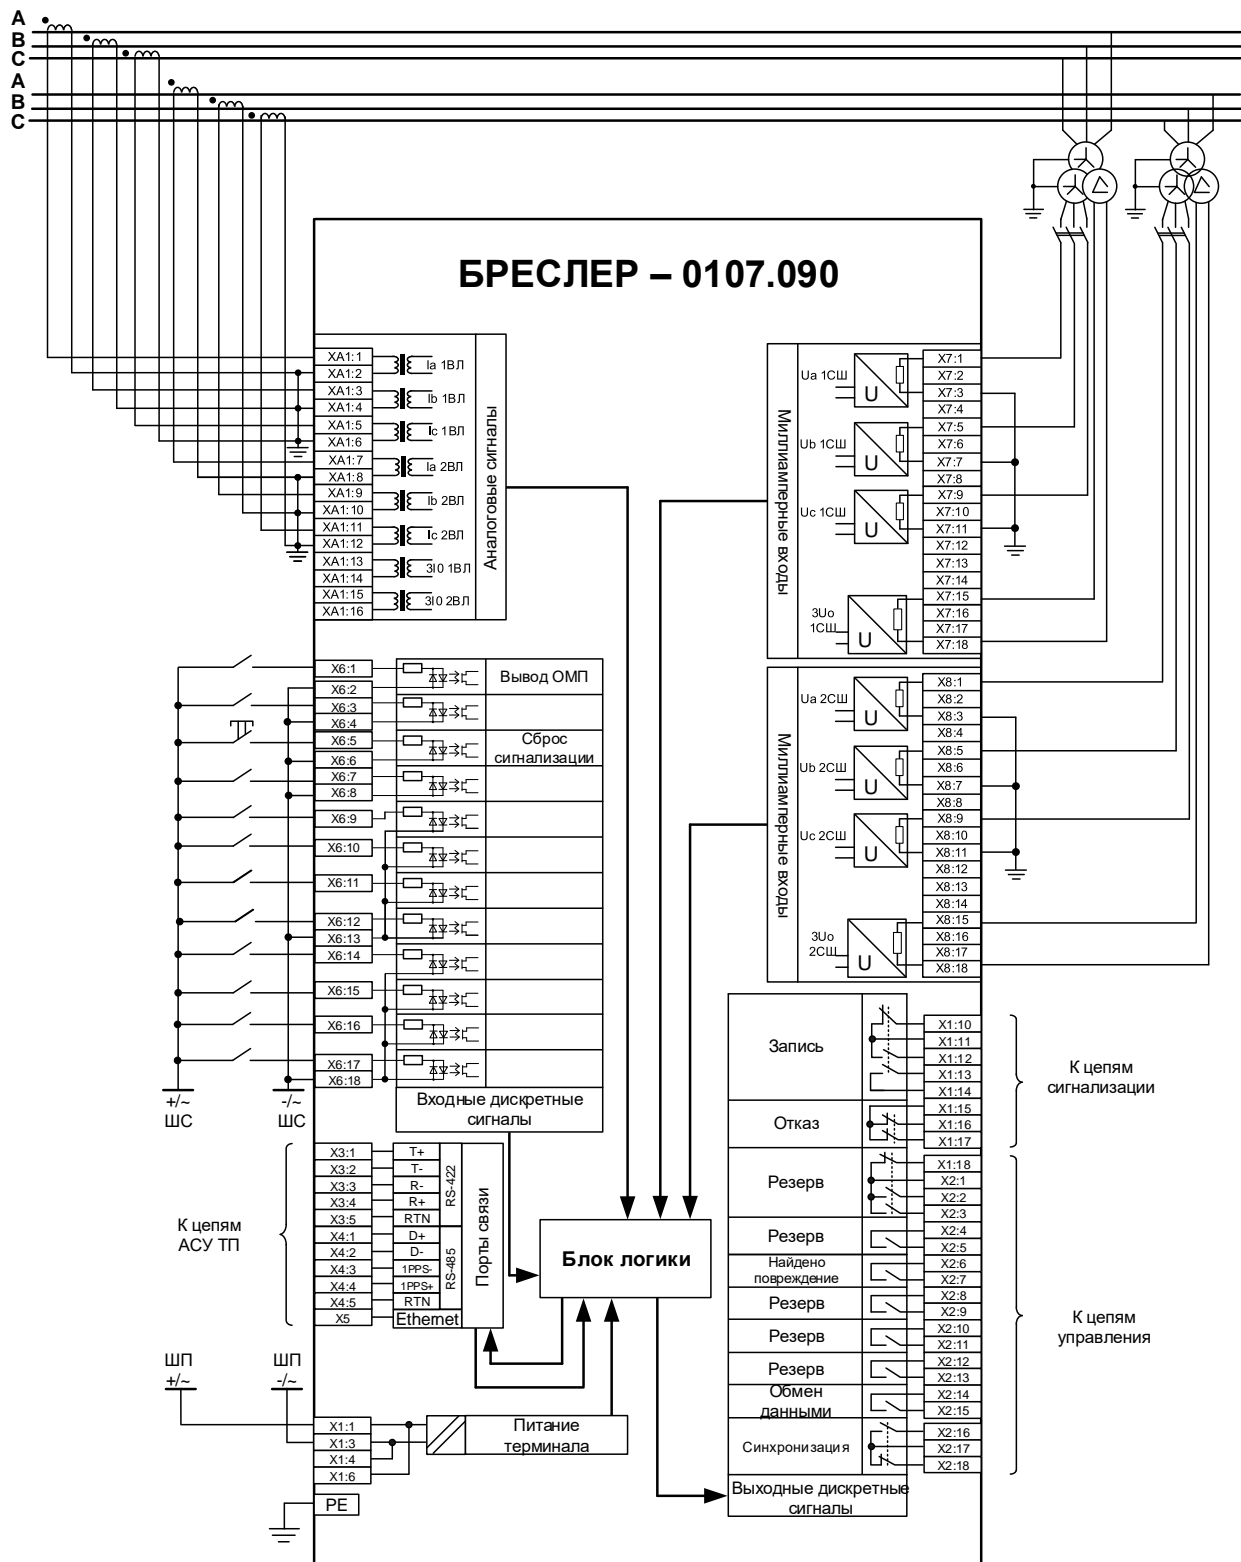 A
B
C
A
B
C
БРЕСЛЕР – 0107.090
XA1:1
XA1:2
XA1:3
XA1:4
XA1:5
XA1:6
XA1:7
XA1:8
XA1:9
XA1:10
XA1:11
XA1:12
XA1:13
XA1:14
XA1:15
XA1:16
Ia 1ВЛ
Ib 1ВЛ
Ic 1ВЛ
Ia 2ВЛ
Ib 2ВЛ
Ic 2ВЛ
3I0 1ВЛ
3I0 2ВЛ
Аналоговые сигналы
Миллиамперные входы
Ua 1СШ
U
Ub 1СШ
U
Uc 1СШ
U
3Uo
1СШ
U
X7:1
X7:2
X7:3
X7:4
X7:5
X7:6
X7:7
X7:8
X7:9
X7:10
X7:11
X7:12
X7:13
X7:14
X7:15
X7:16
X7:17
X7:18
Миллиамперные входы
Ua 2СШ
U
Ub 2СШ
U
Uc 2СШ
U
3Uo
2СШ
U
X8:1
X8:2
X8:3
X8:4
X8:5
X8:6
X8:7
X8:8
X8:9
X8:10
X8:11
X8:12
X8:13
X8:14
X8:15
X8:16
X8:17
X8:18
X6:1
X6:2
X6:3
X6:4
X6:5
X6:6
X6:7
X6:8
X6:9
X6:10
X6:11
X6:12
X6:13
X6:14
X6:15
X6:16
X6:17
X6:18
Вывод ОМП
Сброс
сигнализации
Входные дискретные
сигналы
+/~
ШС
-/~
ШС
К цепям
АСУ ТП
X3:1
X3:2
X3:3
X3:4
X3:5
X4:1
X4:2
X4:3
X4:4
X4:5
X5
T+
T-
R-
R+
RTN
D+
D-
1PPS-
1PPS+
RTN
Ethernet
RS-422
RS-485
Порты связи
Блок логики
ШП
+/~
ШП
-/~
X1:1
X1:3
X1:4
X1:6
PE
Питание
терминала
Запись
Отказ
Резерв
Резерв
Найдено
повреждение
Резерв
Резерв
Резерв
Обмен
данными
Синхронизация
Выходные дискретные
сигналы
X1:10
X1:11
X1:12
X1:13
X1:14
X1:15
X1:16
X1:17
X1:18
X2:1
X2:2
X2:3
X2:4
X2:5
X2:6
X2:7
X2:8
X2:9
X2:10
X2:11
X2:12
X2:13
X2:14
X2:15
X2:16
X2:17
X2:18
К цепям
сигнализации
К цепям
управления